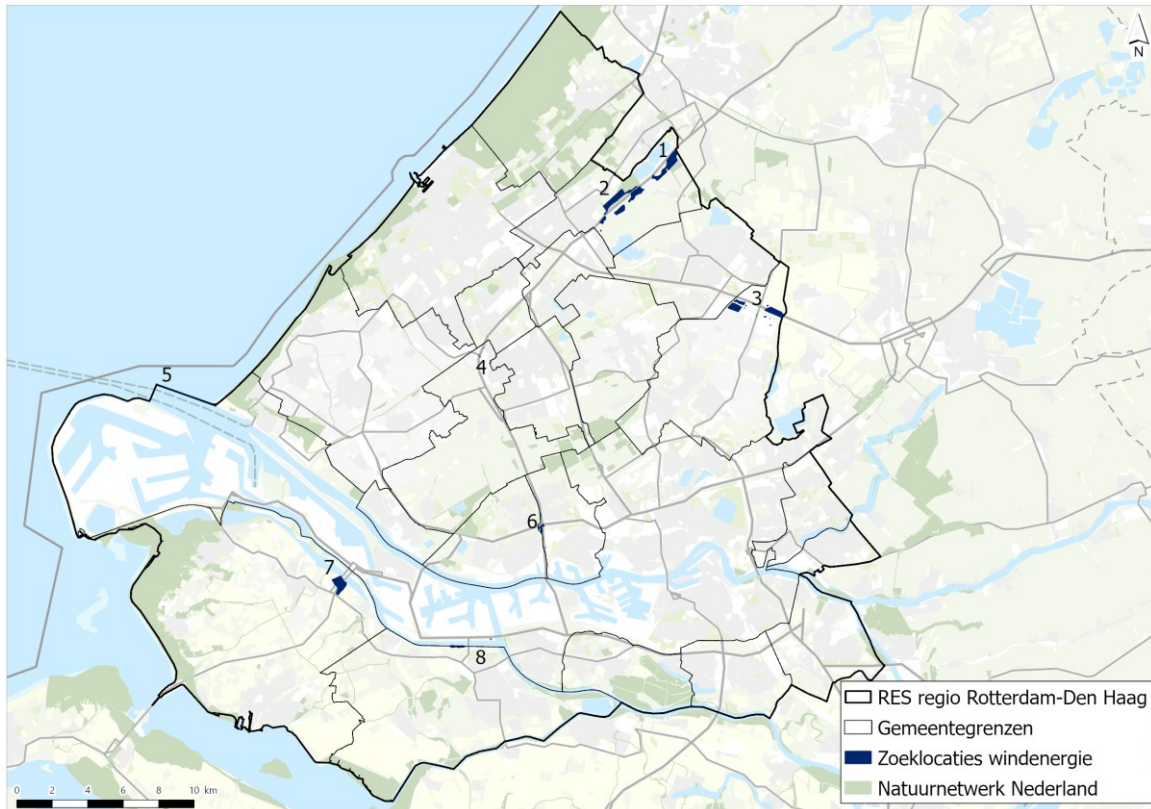 N
1
2
3
4
5
6
7
8
RES regio Rotterdam-Den Haag
Gemeentegrenzen
Zoeklocaties windenergie
Natuurnetwerk Nederland
0 2 4 6 8 10 km